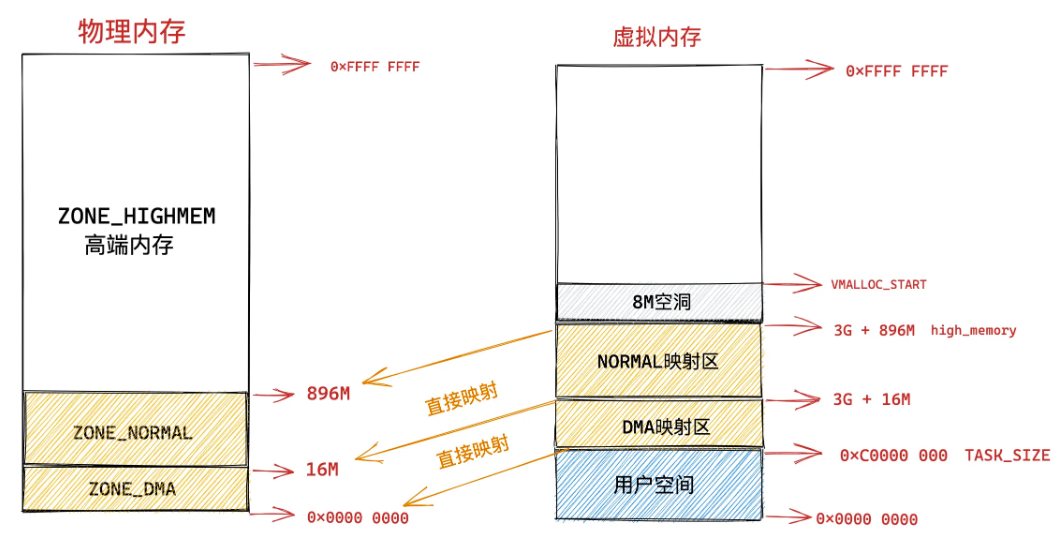 物理内存
0×FFFF FFFF
ZONE_HIGHMEM
高端内存
896M
ZONE_NORMAL
16M
ZONE_DMA
0×0000 0000
直接映射
直接映射
虚拟内存
0×FFFF FFFF
VMALLOC_START
8M空洞
3G + 896M high_memory
NORMAL映射区
3G + 16M
DMA映射区
0×C0000 000 TASK_SIZE
用户空间
0×0000 0000